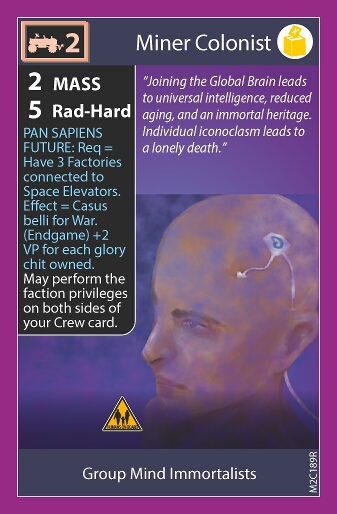 2
Miner Colonist
2 MASS
5 Rad-Hard
PAN SAPIENS
FUTURE: Req =
Have 3 Factories
connected to
Space Elevators.
Effect = Casus
belli for War.
(Endgame) +2
VP for each glory
chit owned.
May perform the
faction privileges
on both sides of
your Crew card.
“Joining the Global Brain leads
to universal intelligence, reduced
aging, and an immortal heritage.
Individual iconoclasm leads to
a lonely death.”
Group Mind Immortalists
M2C189R